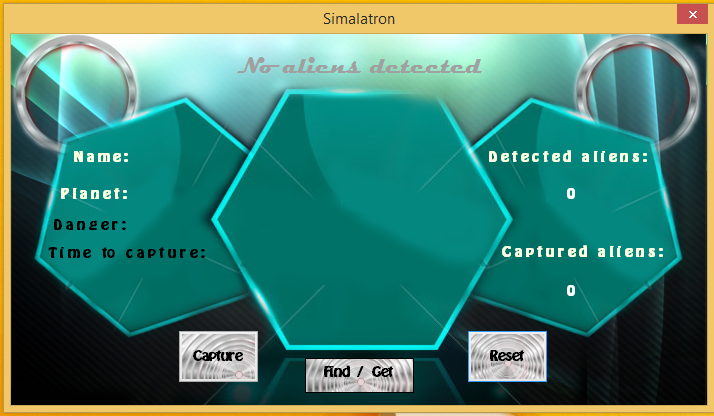 Simalatron
No aliens detected
Name:
Planet:
Danger:
Time to capture:
Detected aliens:
0
Captured aliens:
0
Capture
Find / Get
Reset